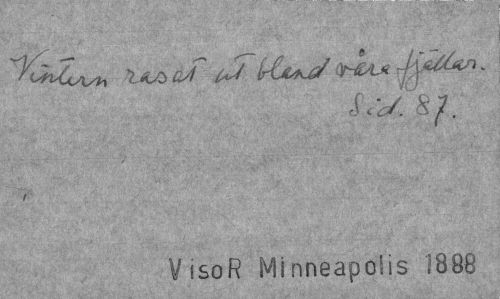 Vintern rasat ut bland våra fjällar.
Sid. 87.
VisoR Minneapolis 1888